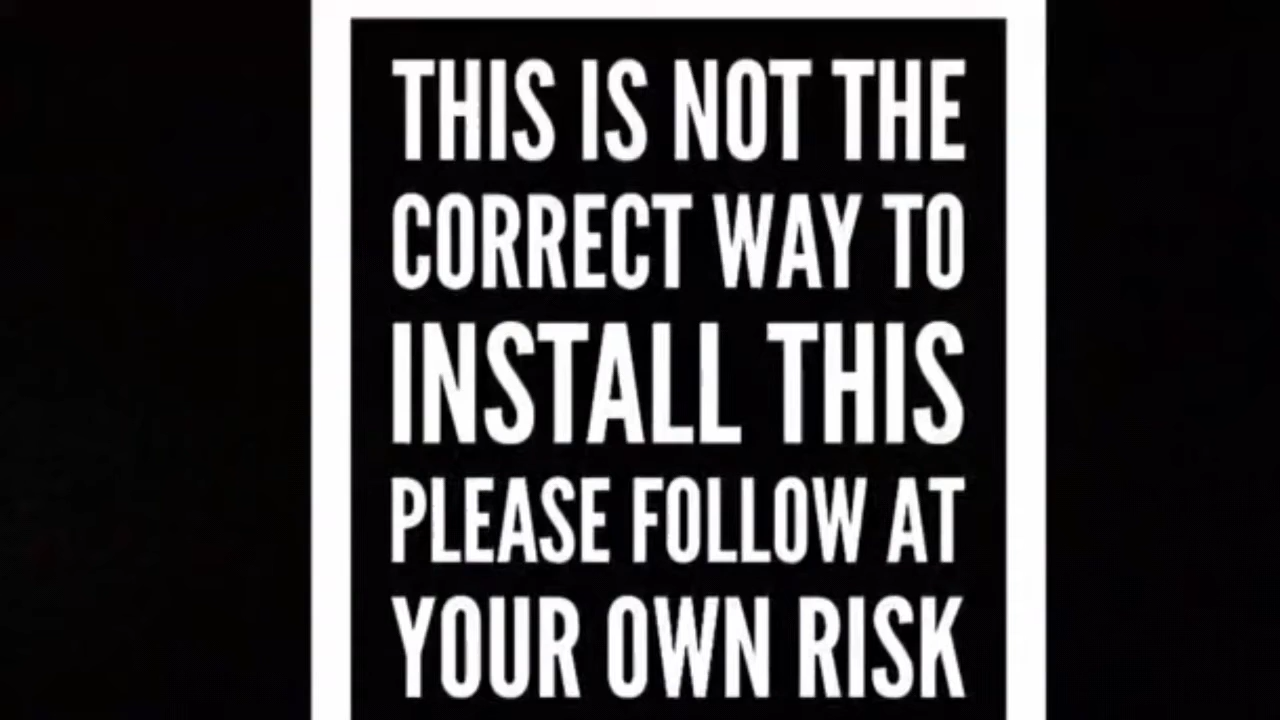 THIS IS NOT THE
CORRECT WAY TO
INSTALL THIS
PLEASE FOLLOW AT
YOUR OWN RISK